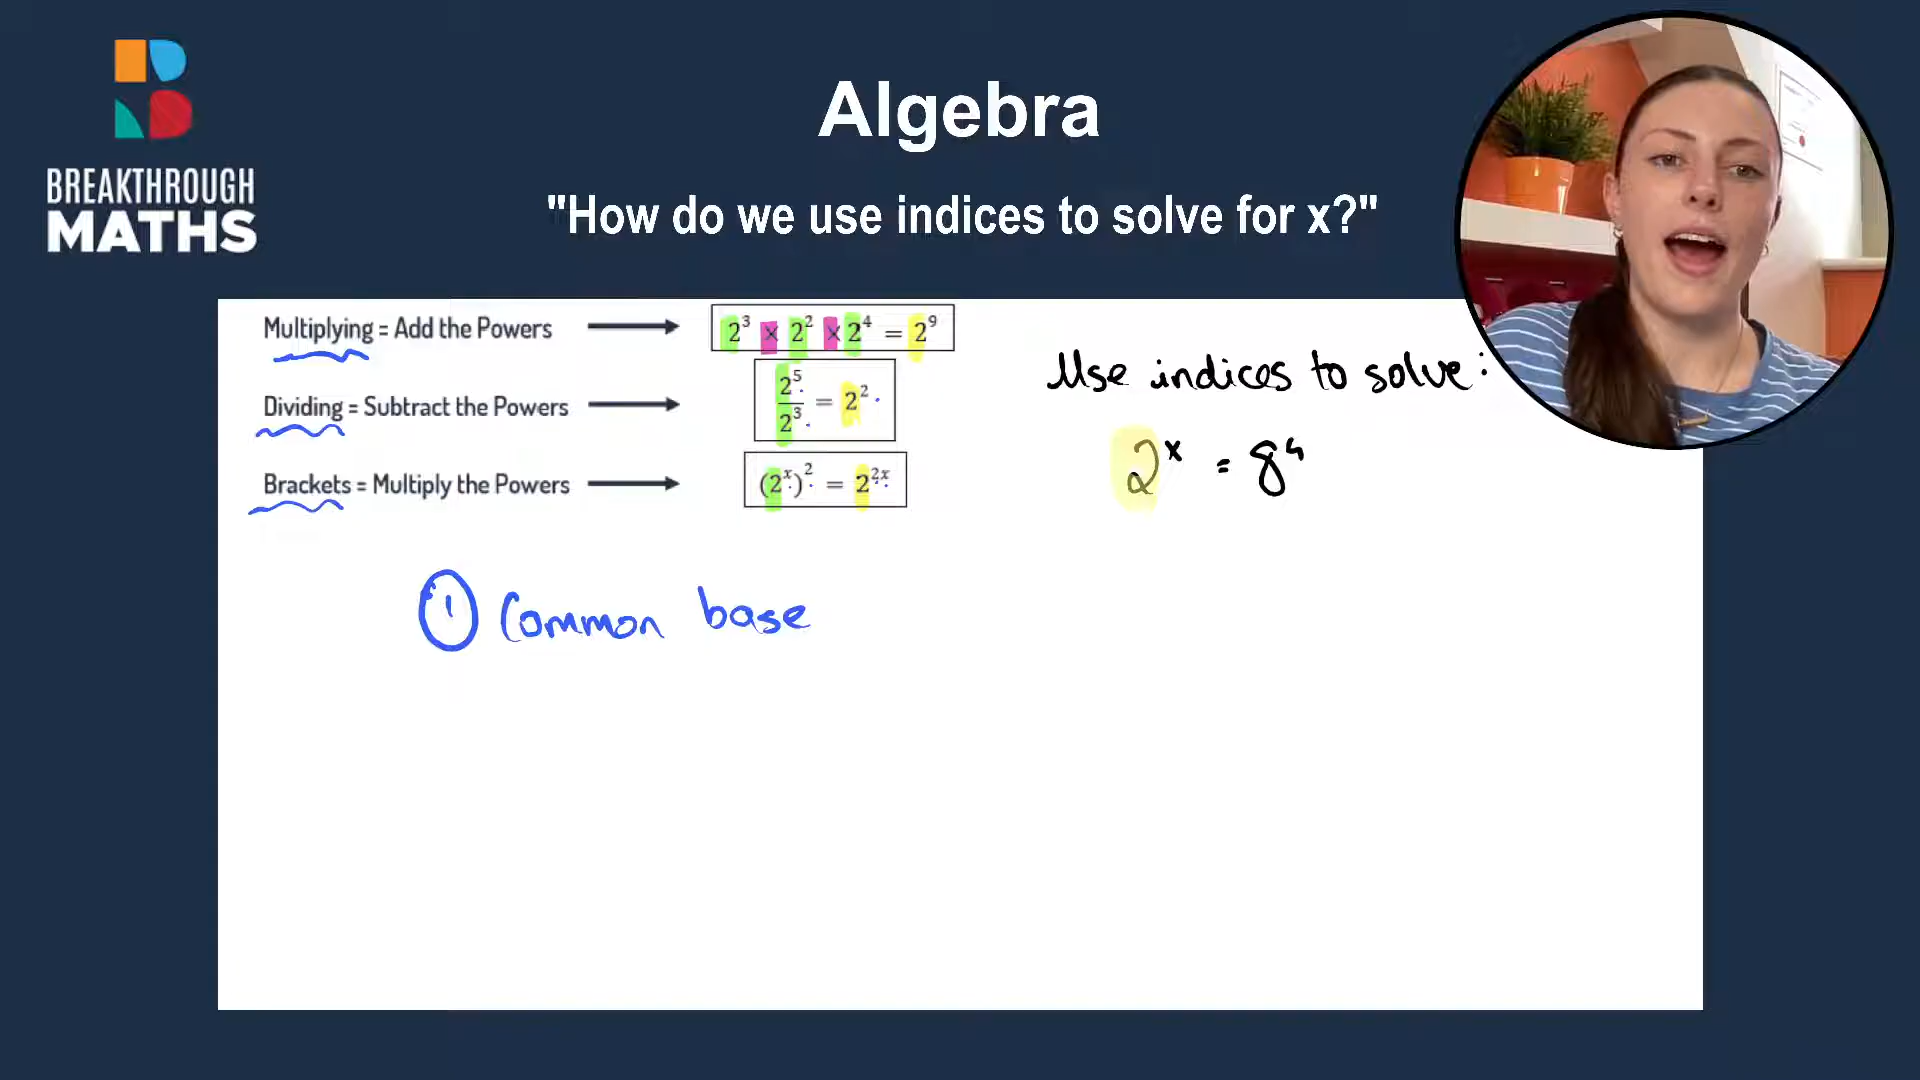 BREAKTHROUGH
MATHS
Algebra
"How do we use indices to solve for x?"
Multiplying = Add the Powers
2³ × 2² × 2⁴ = 2⁹
Dividing = Subtract the Powers
2⁵/2³ = 2²
Brackets = Multiply the Powers
(2ˣ)² = 2²ˣ
Use indices to solve:
2ˣ = 8⁴
① Common base